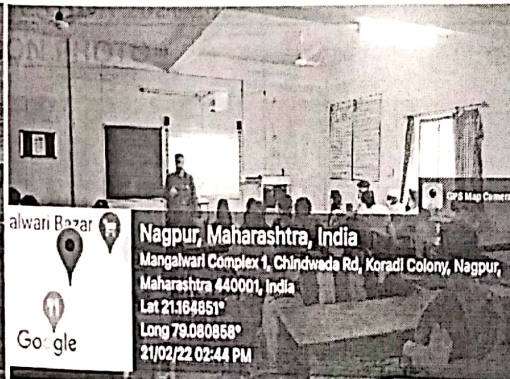 GPS Map Camera
alwari Bazar
Google
Nagpur, Maharashtra, India
Mangalwari Complex 1, Chindwada Rd, Koradi Colony, Nagpur,
Maharashtra 440001, India
Lat 21.164851°
Long 79.080858°
21/02/22 02:44 PM